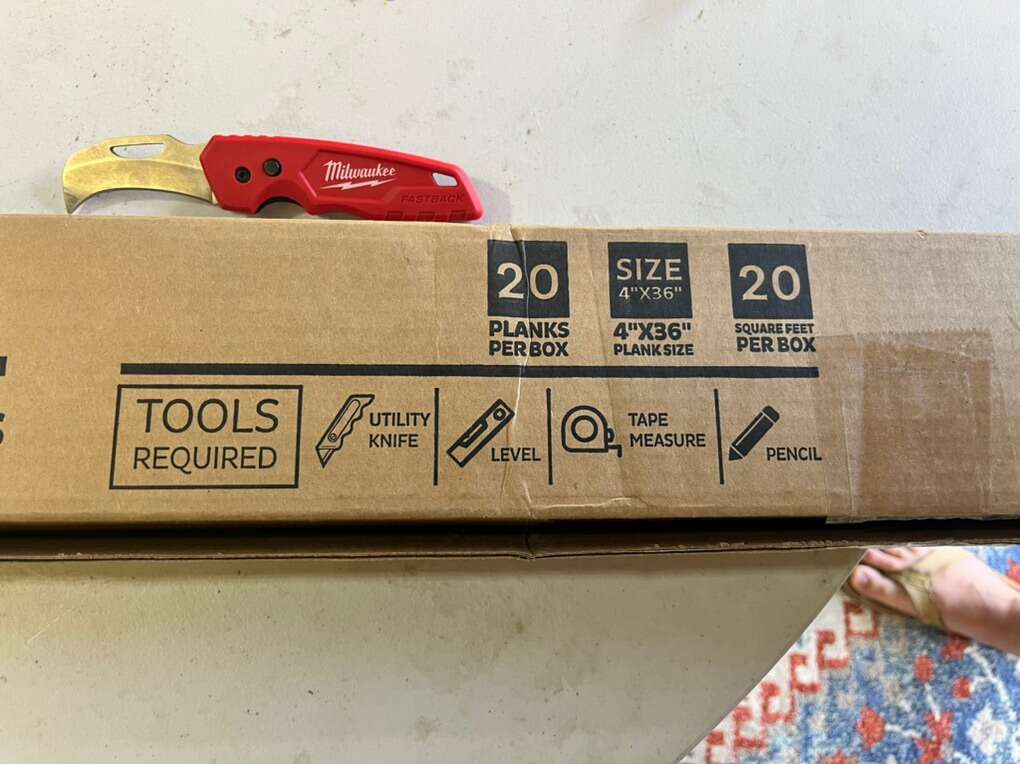 Milwaukee
FASTBACK
20
PLANKS
PER BOX
SIZE
4"X36"
4"X36"
PLANK SIZE
20
SQUARE FEET
PER BOX
TOOLS
REQUIRED
UTILITY
KNIFE
LEVEL
TAPE
MEASURE
PENCIL